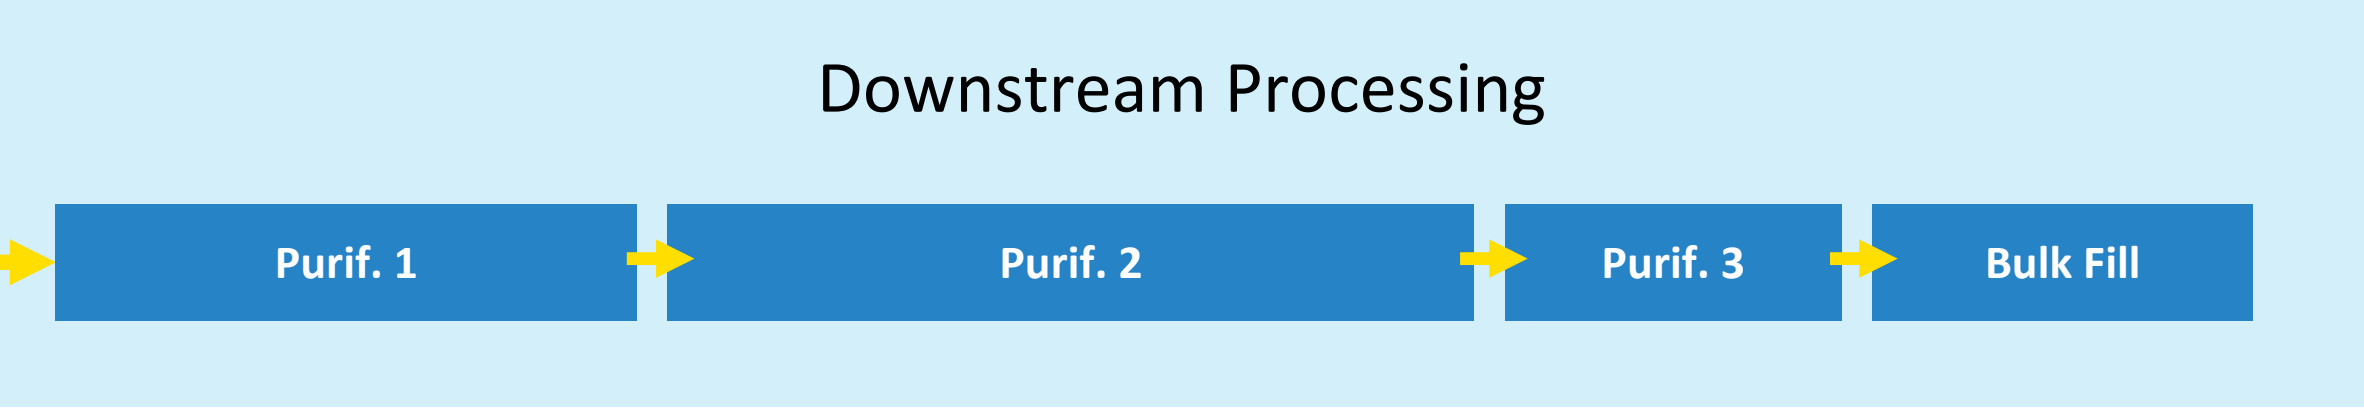 Downstream Processing
Purif. 1
Purif. 2
Purif. 3
Bulk Fill